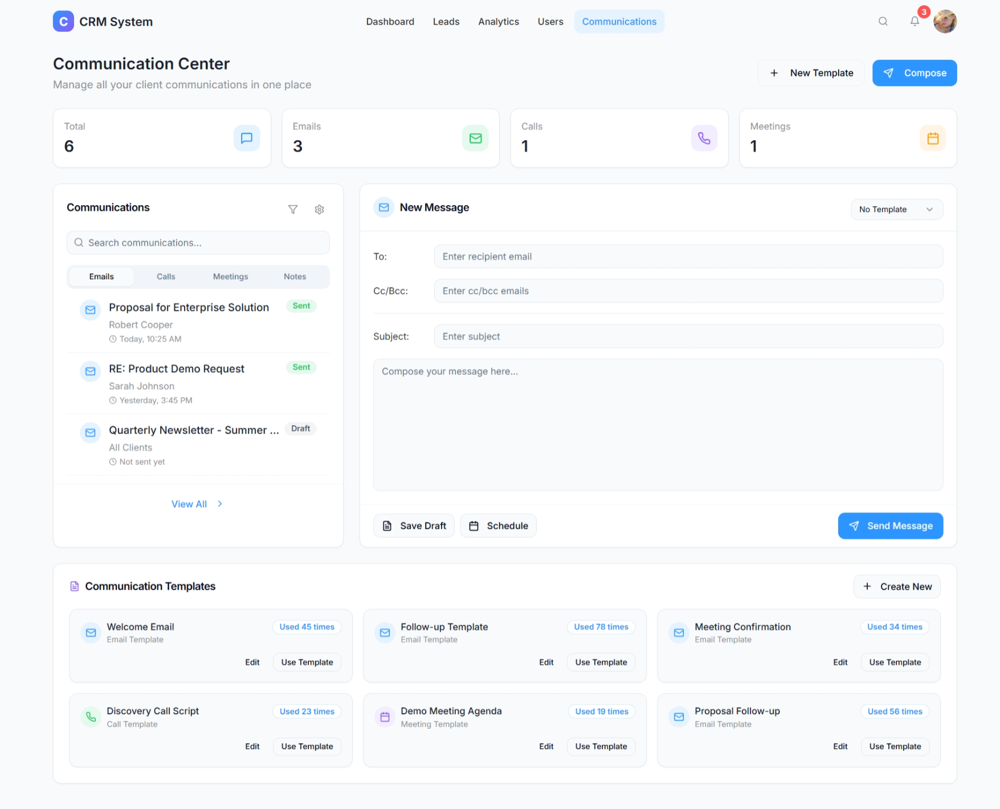 C CRM System
Dashboard Leads Analytics Users Communications
3
Communication Center
Manage all your client communications in one place
New Template
Compose
Total
6
Emails
3
Calls
1
Meetings
1
Communications
Search communications...
Emails Calls Meetings Notes
Proposal for Enterprise Solution Sent
Robert Cooper
Today, 10:25 AM
RE: Product Demo Request Sent
Sarah Johnson
Yesterday, 3:45 PM
Quarterly Newsletter - Summer ... Draft
All Clients
Not sent yet
View All
New Message
No Template
To: Enter recipient email
Cc/Bcc: Enter cc/bcc emails
Subject: Enter subject
Compose your message here...
Save Draft Schedule Send Message
Communication Templates
Create New
Welcome Email Used 45 times
Email Template
Edit Use Template
Follow-up Template Used 78 times
Email Template
Edit Use Template
Meeting Confirmation Used 34 times
Email Template
Edit Use Template
Discovery Call Script Used 23 times
Call Template
Edit Use Template
Demo Meeting Agenda Used 19 times
Meeting Template
Edit Use Template
Proposal Follow-up Used 56 times
Email Template
Edit Use Template